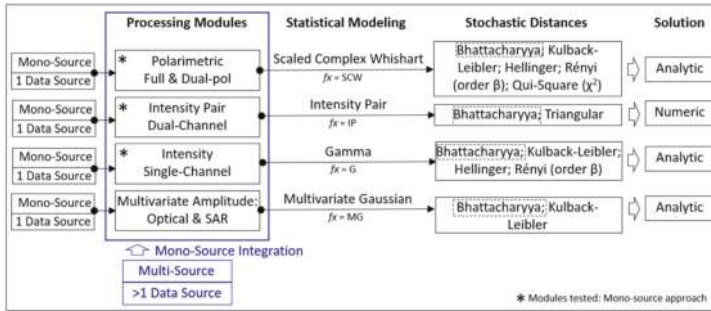 Processing Modules Statistical Modeling Stochastic Distances Solution
Mono-Source
1 Data Source
* Polarimetric
Full & Dual-pol
Scaled Complex Whishart
fx = SCW
Bhattacharyya; Kulback-
Leibler; Hellinger; Rényi
(order β); Qui-Square (χ²)
Analytic
Mono-Source
1 Data Source
* Intensity Pair
Dual-Channel
Intensity Pair
fx = IP
Bhattacharyya; Triangular
Numeric
Mono-Source
1 Data Source
* Intensity
Single-Channel
Gamma
fx = G
Bhattacharyya; Kulback-Leibler;
Hellinger; Rényi (order β)
Analytic
Mono-Source
1 Data Source
Multivariate Amplitude:
Optical & SAR
Multivariate Gaussian
fx = MG
Bhattacharyya; Kulback-
Leibler
Analytic
Mono-Source Integration
Multi-Source
>1 Data Source
* Modules tested: Mono-source approach